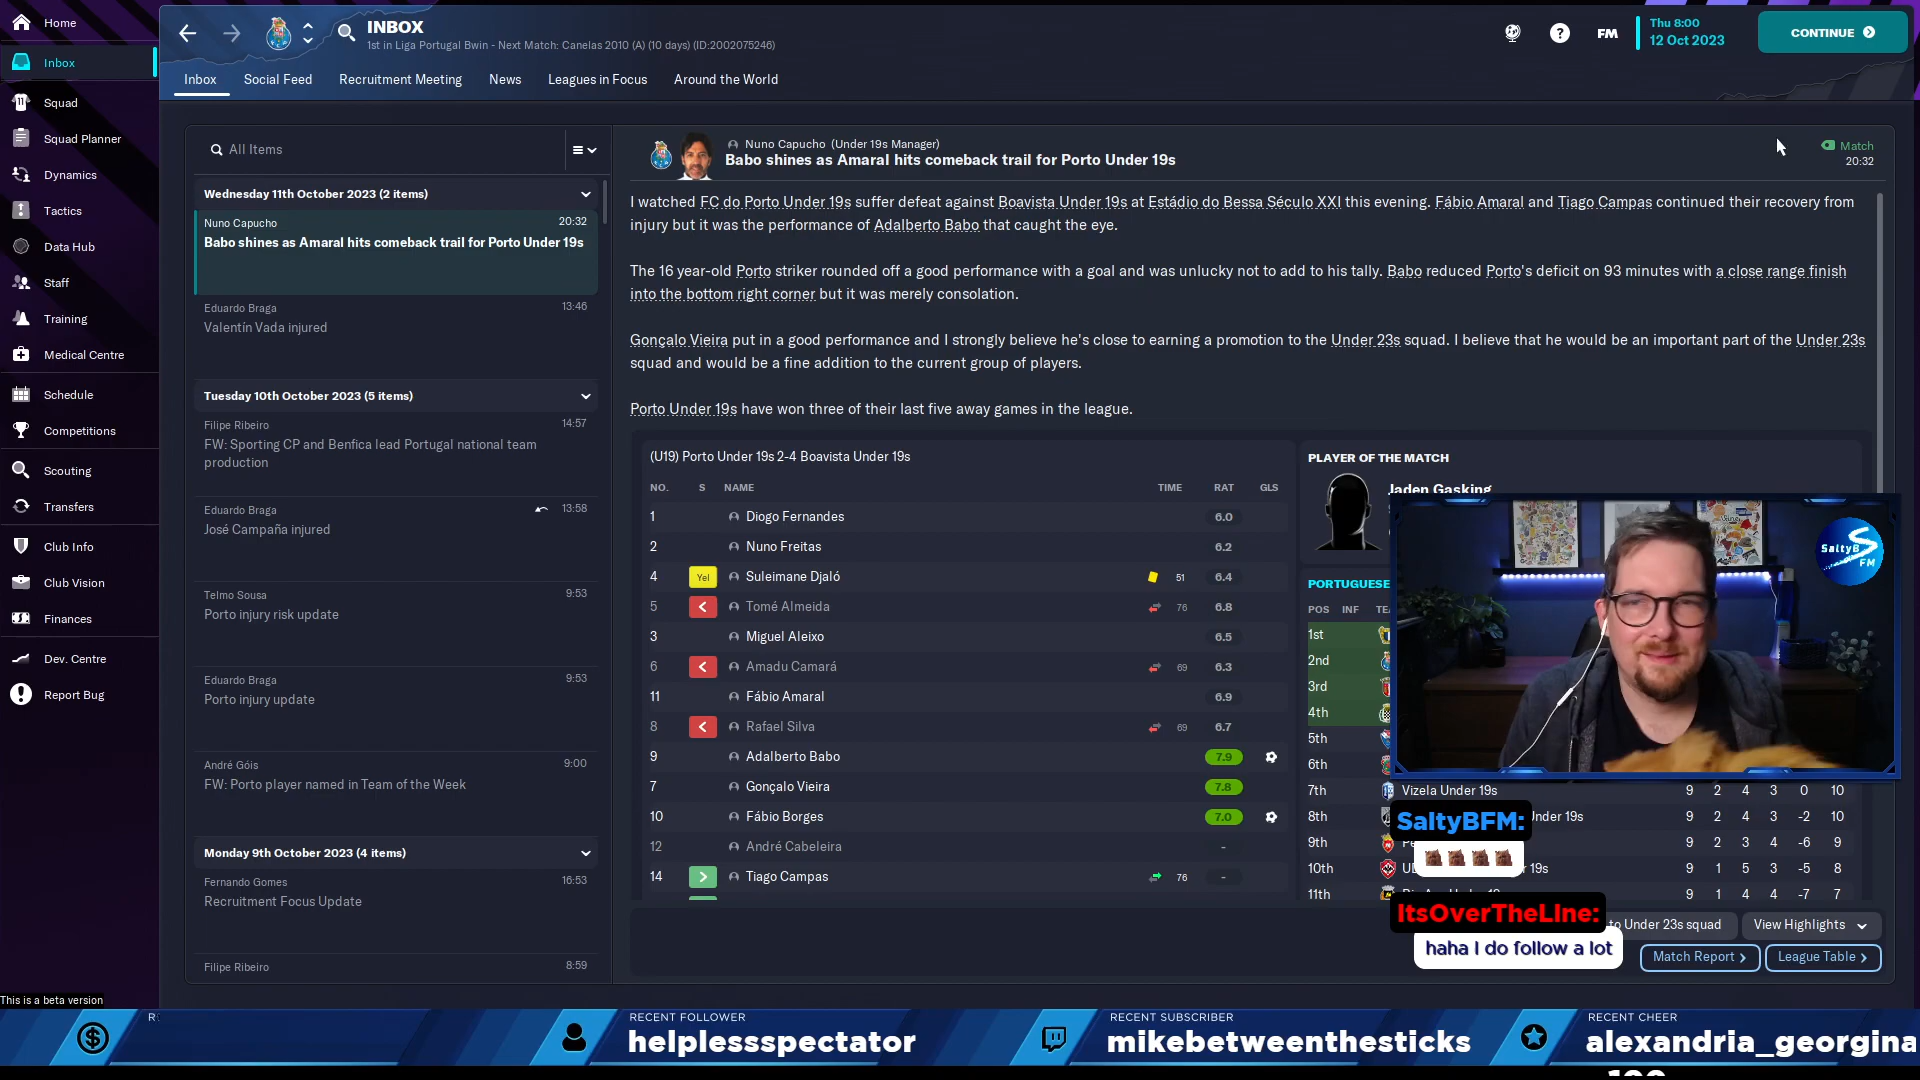 Home
INBOX
1st in Liga Portugal Bwin - Next Match: Canelas 2010 (A) (10 days) (ID:2002075246)
FM
Thu 8:00
12 Oct 2023
CONTINUE
Inbox
Squad
Squad Planner
Dynamics
Tactics
Data Hub
Staff
Training
Medical Centre
Schedule
Competitions
Scouting
Transfers
Club Info
Club Vision
Finances
Dev. Centre
Report Bug
This is a beta version
Inbox Social Feed Recruitment Meeting News Leagues in Focus Around the World
All Items
Wednesday 11th October 2023 (2 items)
Nuno Capucho 20:32
Babo shines as Amaral hits comeback trail for Porto Under 19s
Eduardo Braga 13:46
Valentín Vada injured
Tuesday 10th October 2023 (5 items)
Filipe Ribeiro 14:57
FW: Sporting CP and Benfica lead Portugal national team
production
Eduardo Braga 13:58
José Campaña injured
Telmo Sousa 9:53
Porto injury risk update
Eduardo Braga 9:53
Porto injury update
André Góis 9:00
FW: Porto player named in Team of the Week
Monday 9th October 2023 (4 items)
Fernando Gomes 16:53
Recruitment Focus Update
Filipe Ribeiro 8:59
Nuno Capucho (Under 19s Manager)
Babo shines as Amaral hits comeback trail for Porto Under 19s
Match
20:32
I watched FC do Porto Under 19s suffer defeat against Boavista Under 19s at Estádio do Bessa Século XXI this evening. Fábio Amaral and Tiago Campas continued their recovery from
injury but it was the performance of Adalberto Babo that caught the eye.
The 16 year-old Porto striker rounded off a good performance with a goal and was unlucky not to add to his tally. Babo reduced Porto's deficit on 93 minutes with a close range finish
into the bottom right corner but it was merely consolation.
Gonçalo Vieira put in a good performance and I strongly believe he's close to earning a promotion to the Under 23s squad. I believe that he would be an important part of the Under 23s
squad and would be a fine addition to the current group of players.
Porto Under 19s have won three of their last five away games in the league.
(U19) Porto Under 19s 2-4 Boavista Under 19s
NO. S NAME TIME RAT GLS
1 Diogo Fernandes 6.0
2 Nuno Freitas 6.2
4 Yel Suleimane Djaló 51 6.4
5 Tomé Almeida 76 6.8
3 Miguel Aleixo 6.5
6 Amadu Camará 69 6.3
11 Fábio Amaral 6.9
8 Rafael Silva 69 6.7
9 Adalberto Babo 7.9
7 Gonçalo Vieira 7.8
10 Fábio Borges 7.0
12 André Cabeleira -
14 Tiago Campas 76 -
PLAYER OF THE MATCH
Jaden Gasking
PORTUGUESE
POS INF
1st
2nd
3rd
4th
5th
6th
7th Vizela Under 19s 9 2 4 3 0 10
8th Under 19s 9 2 4 3 -2 10
9th 9 2 3 4 -6 9
10th 9 1 5 3 -5 8
11th 9 1 4 4 -7 7
SaltyB
FM
SaltyBFM:
ItsOverTheLIne:
haha I do follow a lot
to Under 23s squad
View Highlights
Match Report
League Table
RECENT FOLLOWER
helplessspectator
RECENT SUBSCRIBER
mikebetweenthesticks
RECENT CHEER
alexandria_georgina